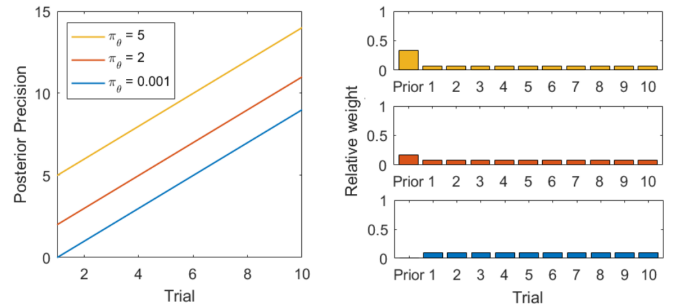 15
10
5
0
Posterior Precision
2 4 6 8 10
Trial
π_θ = 5
π_θ = 2
π_θ = 0.001
Relative weight
1
0.5
0
Prior 1 2 3 4 5 6 7 8 9 10
1
0.5
0
Prior 1 2 3 4 5 6 7 8 9 10
1
0.5
0
Prior 1 2 3 4 5 6 7 8 9 10
Trial